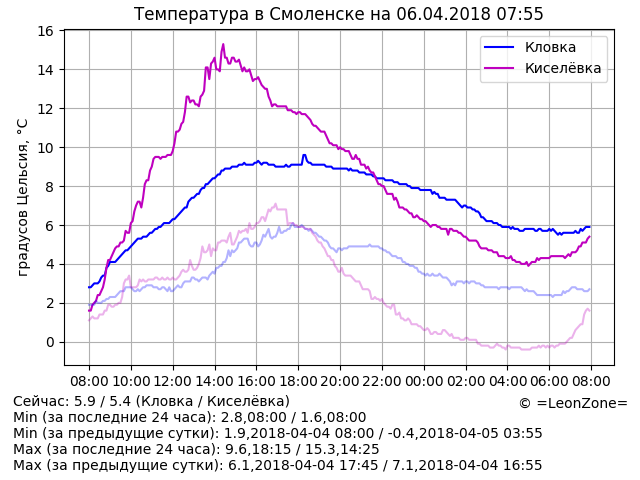 Температура в Смоленске на 06.04.2018 07:55
16
14
12
10
8
6
4
2
0
градусов Цельсия, °C
Кловка
Киселёвка
08:00 10:00 12:00 14:00 16:00 18:00 20:00 22:00 00:00 02:00 04:00 06:00 08:00
Сейчас: 5.9 / 5.4 (Кловка / Киселёвка)
© =LeonZone=
Min (за последние 24 часа): 2.8,08:00 / 1.6,08:00
Min (за предыдущие сутки): 1.9,2018-04-04 08:00 / -0.4,2018-04-05 03:55
Max (за последние 24 часа): 9.6,18:15 / 15.3,14:25
Max (за предыдущие сутки): 6.1,2018-04-04 17:45 / 7.1,2018-04-04 16:55